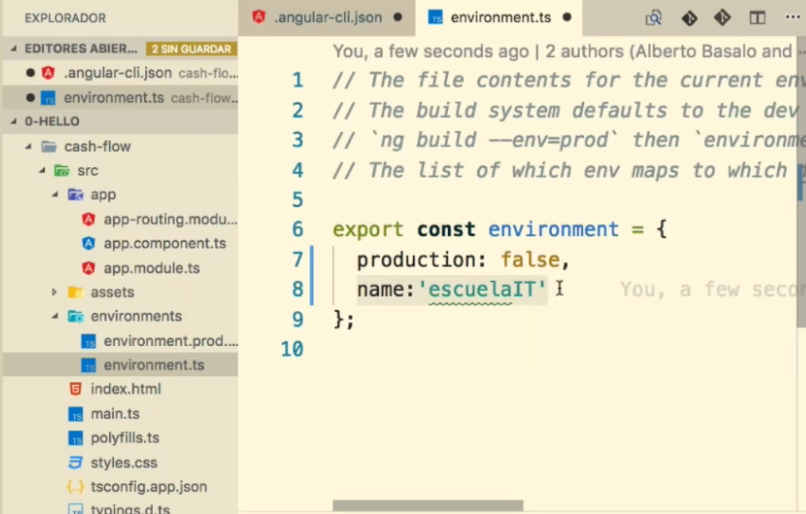 EXPLORADOR
.angular-cli.json
environment.ts
EDITORES ABIER... 2 SIN GUARDAR
.angular-cli.json cash-flo...
environment.ts cash-flow...
0-HELLO
cash-flow
src
app
app-routing.modu...
app.component.ts
app.module.ts
assets
environments
environment.prod....
environment.ts
index.html
main.ts
polyfills.ts
styles.css
tsconfig.app.json
typings.d.ts
You, a few seconds ago | 2 authors (Alberto Basalo and
1 // The file contents for the current env
2 // The build system defaults to the dev
3 // `ng build --env=prod` then `environme
4 // The list of which env maps to which
5
6 export const environment = {
7 production: false,
8 name:'escuelaIT' You, a few seco
9 };
10